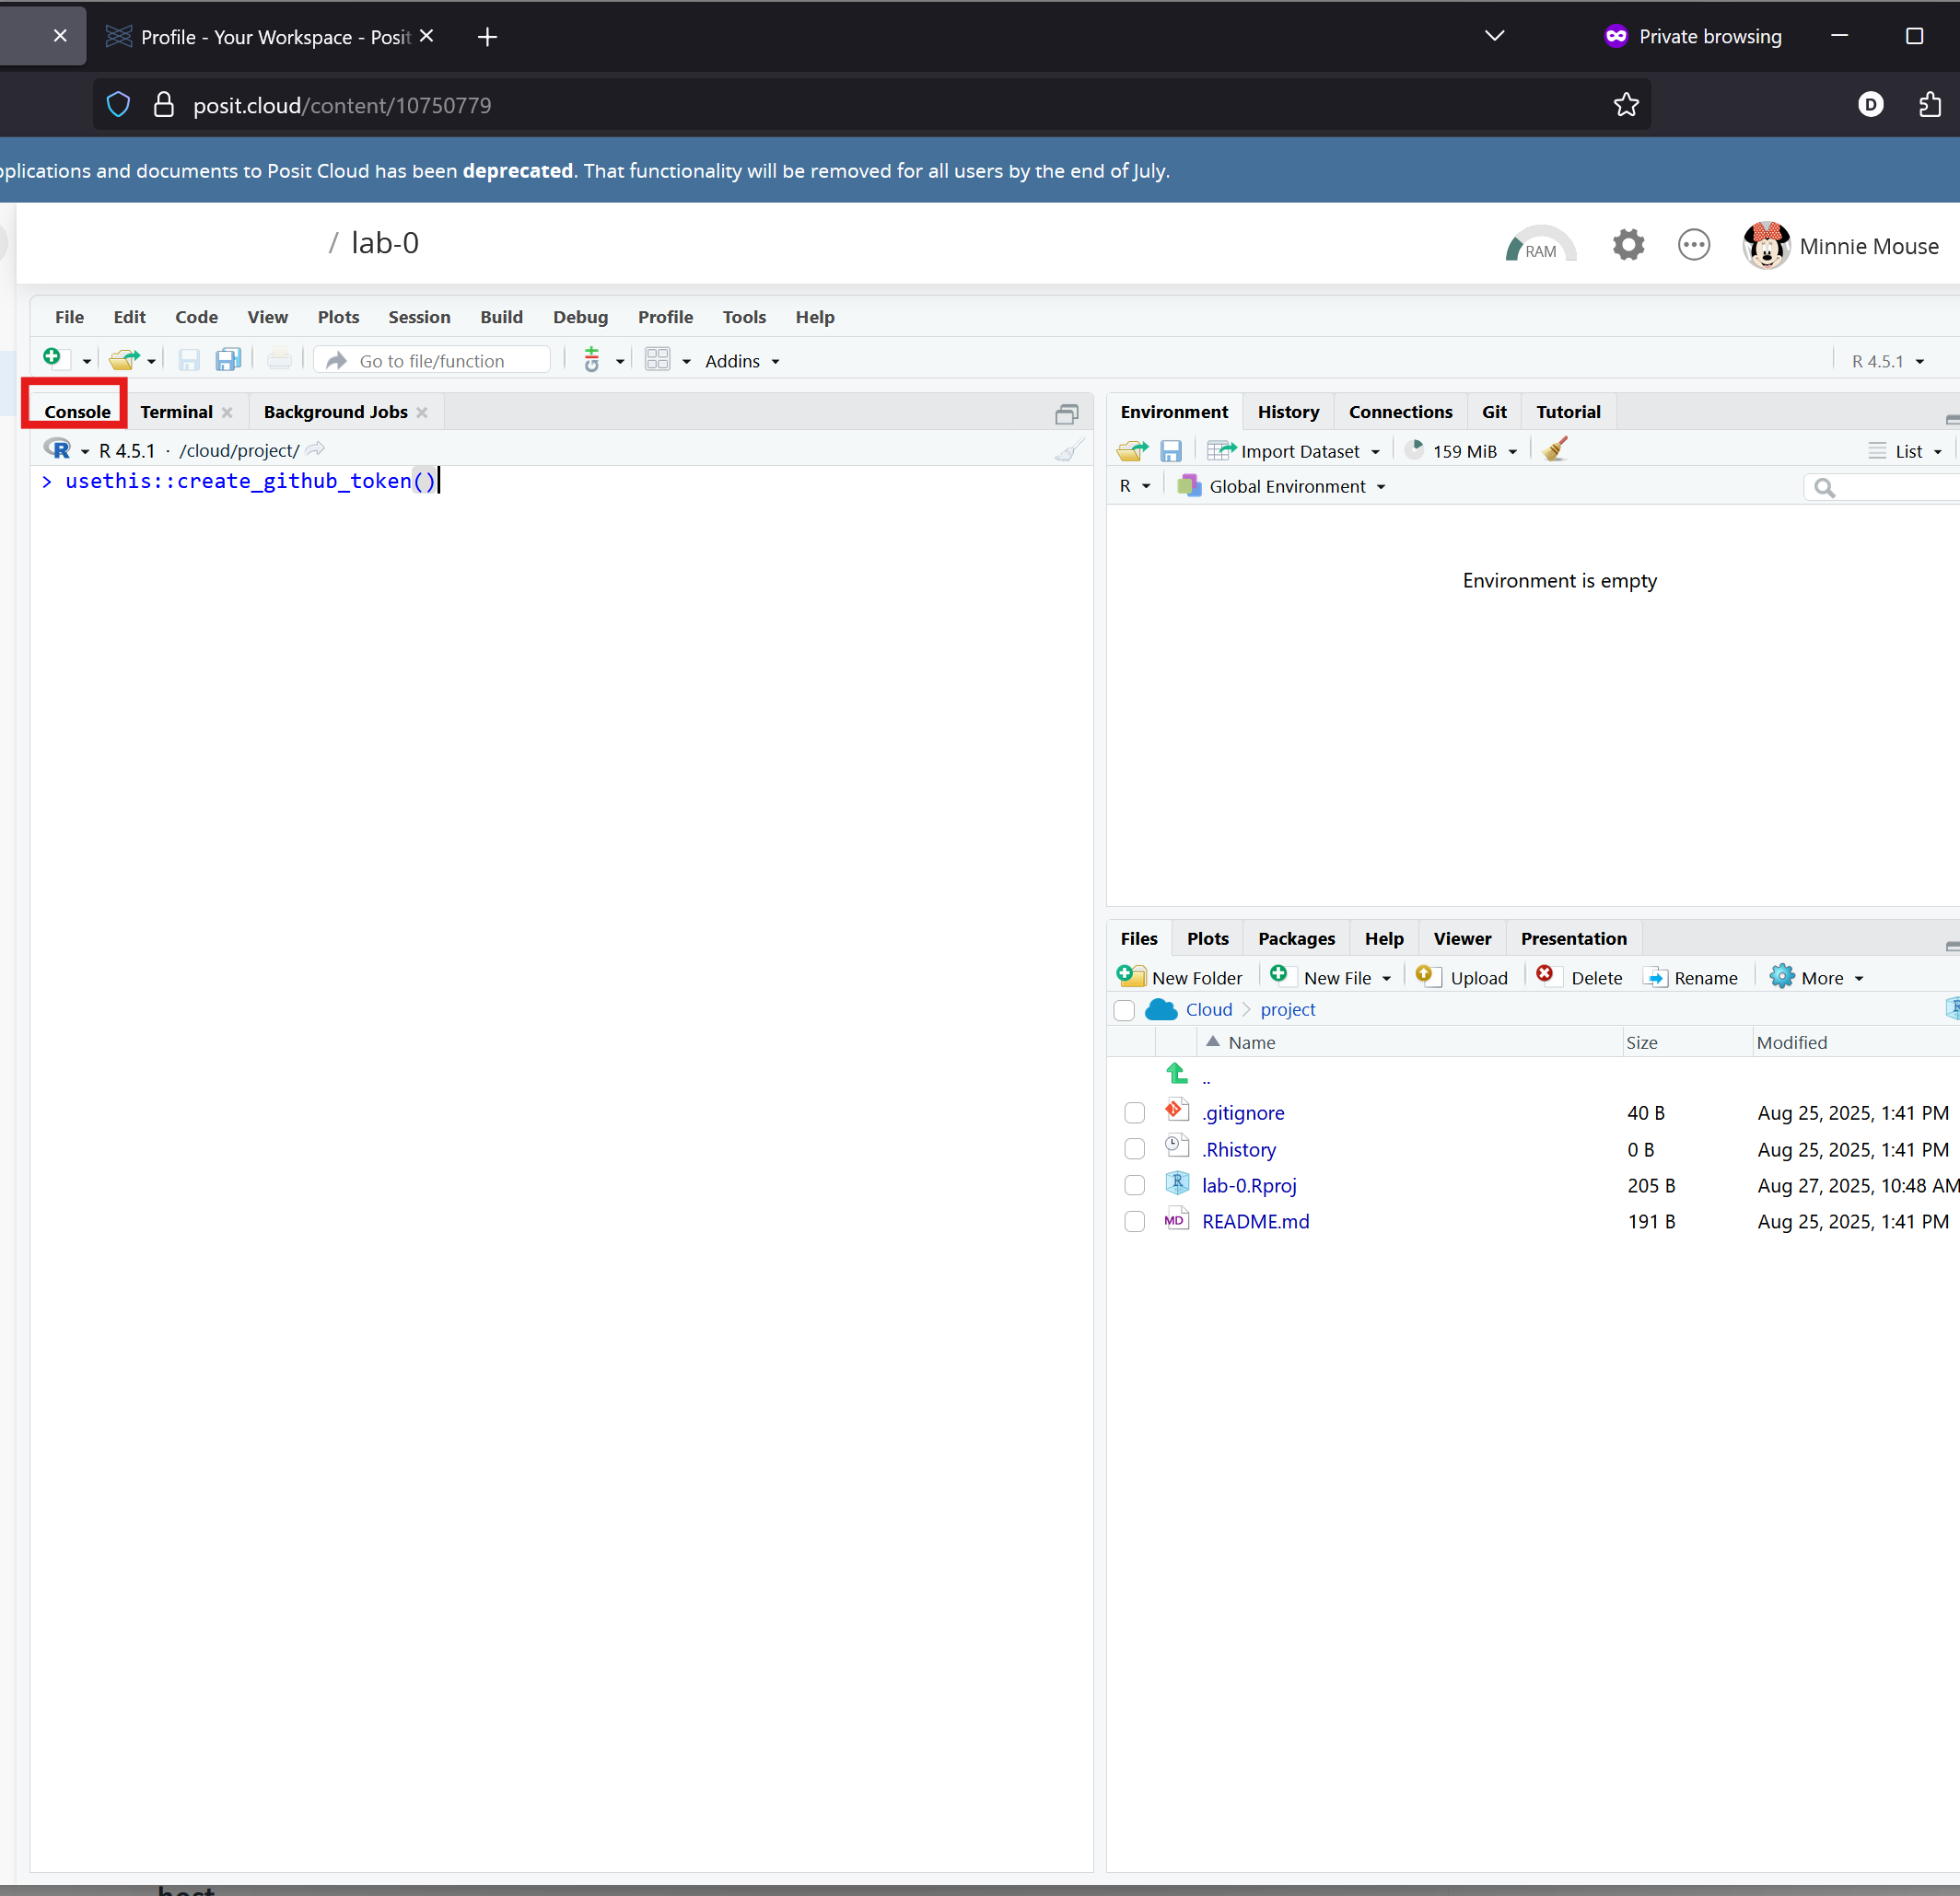 Profile - Your Workspace - Posit
Private browsing
posit.cloud/content/10750779
D
plications and documents to Posit Cloud has been deprecated. That functionality will be removed for all users by the end of July.
/ lab-0
RAM
Minnie Mouse
File Edit Code View Plots Session Build Debug Profile Tools Help
Go to file/function
Addins
R 4.5.1
Console Terminal Background Jobs
R 4.5.1 · /cloud/project/
> usethis::create_github_token()
Environment History Connections Git Tutorial
Import Dataset 159 MiB List
R Global Environment
Environment is empty
Files Plots Packages Help Viewer Presentation
New Folder New File Upload Delete Rename More
Cloud project
Name Size Modified
..
.gitignore 40 B Aug 25, 2025, 1:41 PM
.Rhistory 0 B Aug 25, 2025, 1:41 PM
lab-0.Rproj 205 B Aug 27, 2025, 10:48 AM
README.md 191 B Aug 25, 2025, 1:41 PM